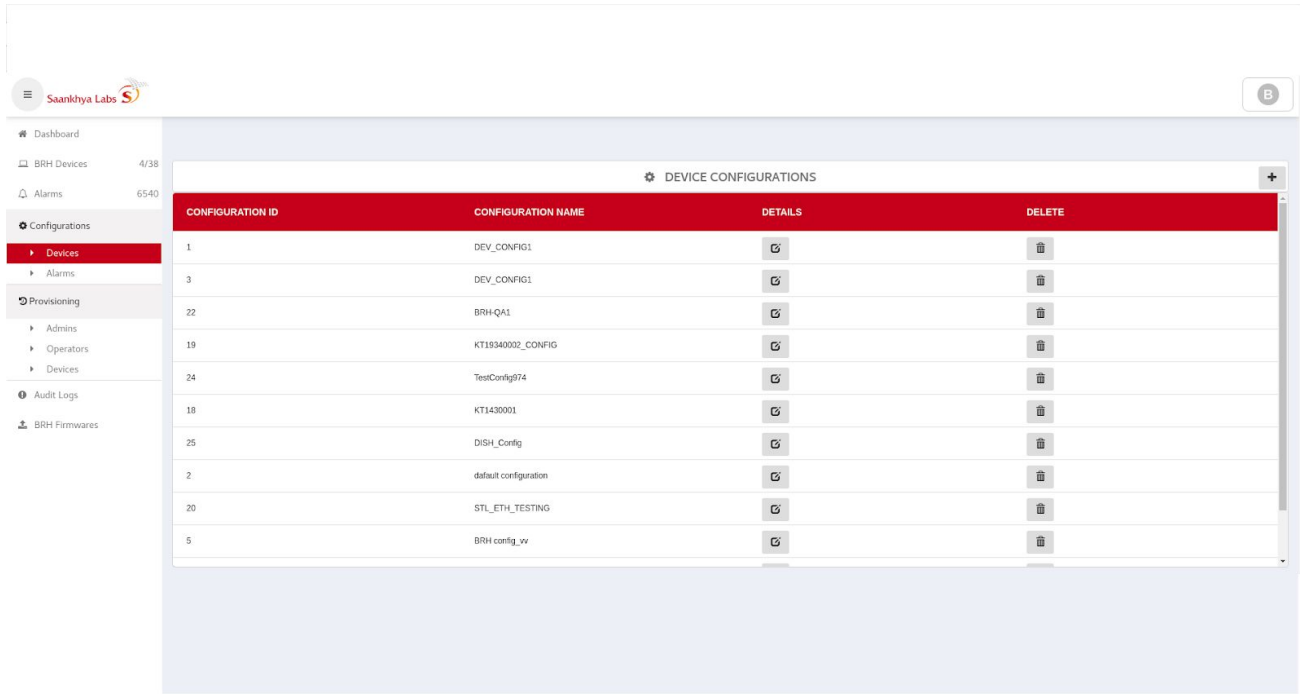 Saankhya Labs S
B
Dashboard
BRH Devices 4/38
Alarms 6540
Configurations
Devices
Alarms
Provisioning
Admins
Operators
Devices
Audit Logs
BRH Firmwares
DEVICE CONFIGURATIONS +
CONFIGURATION ID CONFIGURATION NAME DETAILS DELETE
1 DEV_CONFIG1
3 DEV_CONFIG1
22 BRH-QA1
19 KT19340002_CONFIG
24 TestConfig974
18 KT1430001
25 DISH_Config
2 dafault configuration
20 STL_ETH_TESTING
5 BRH config_vv